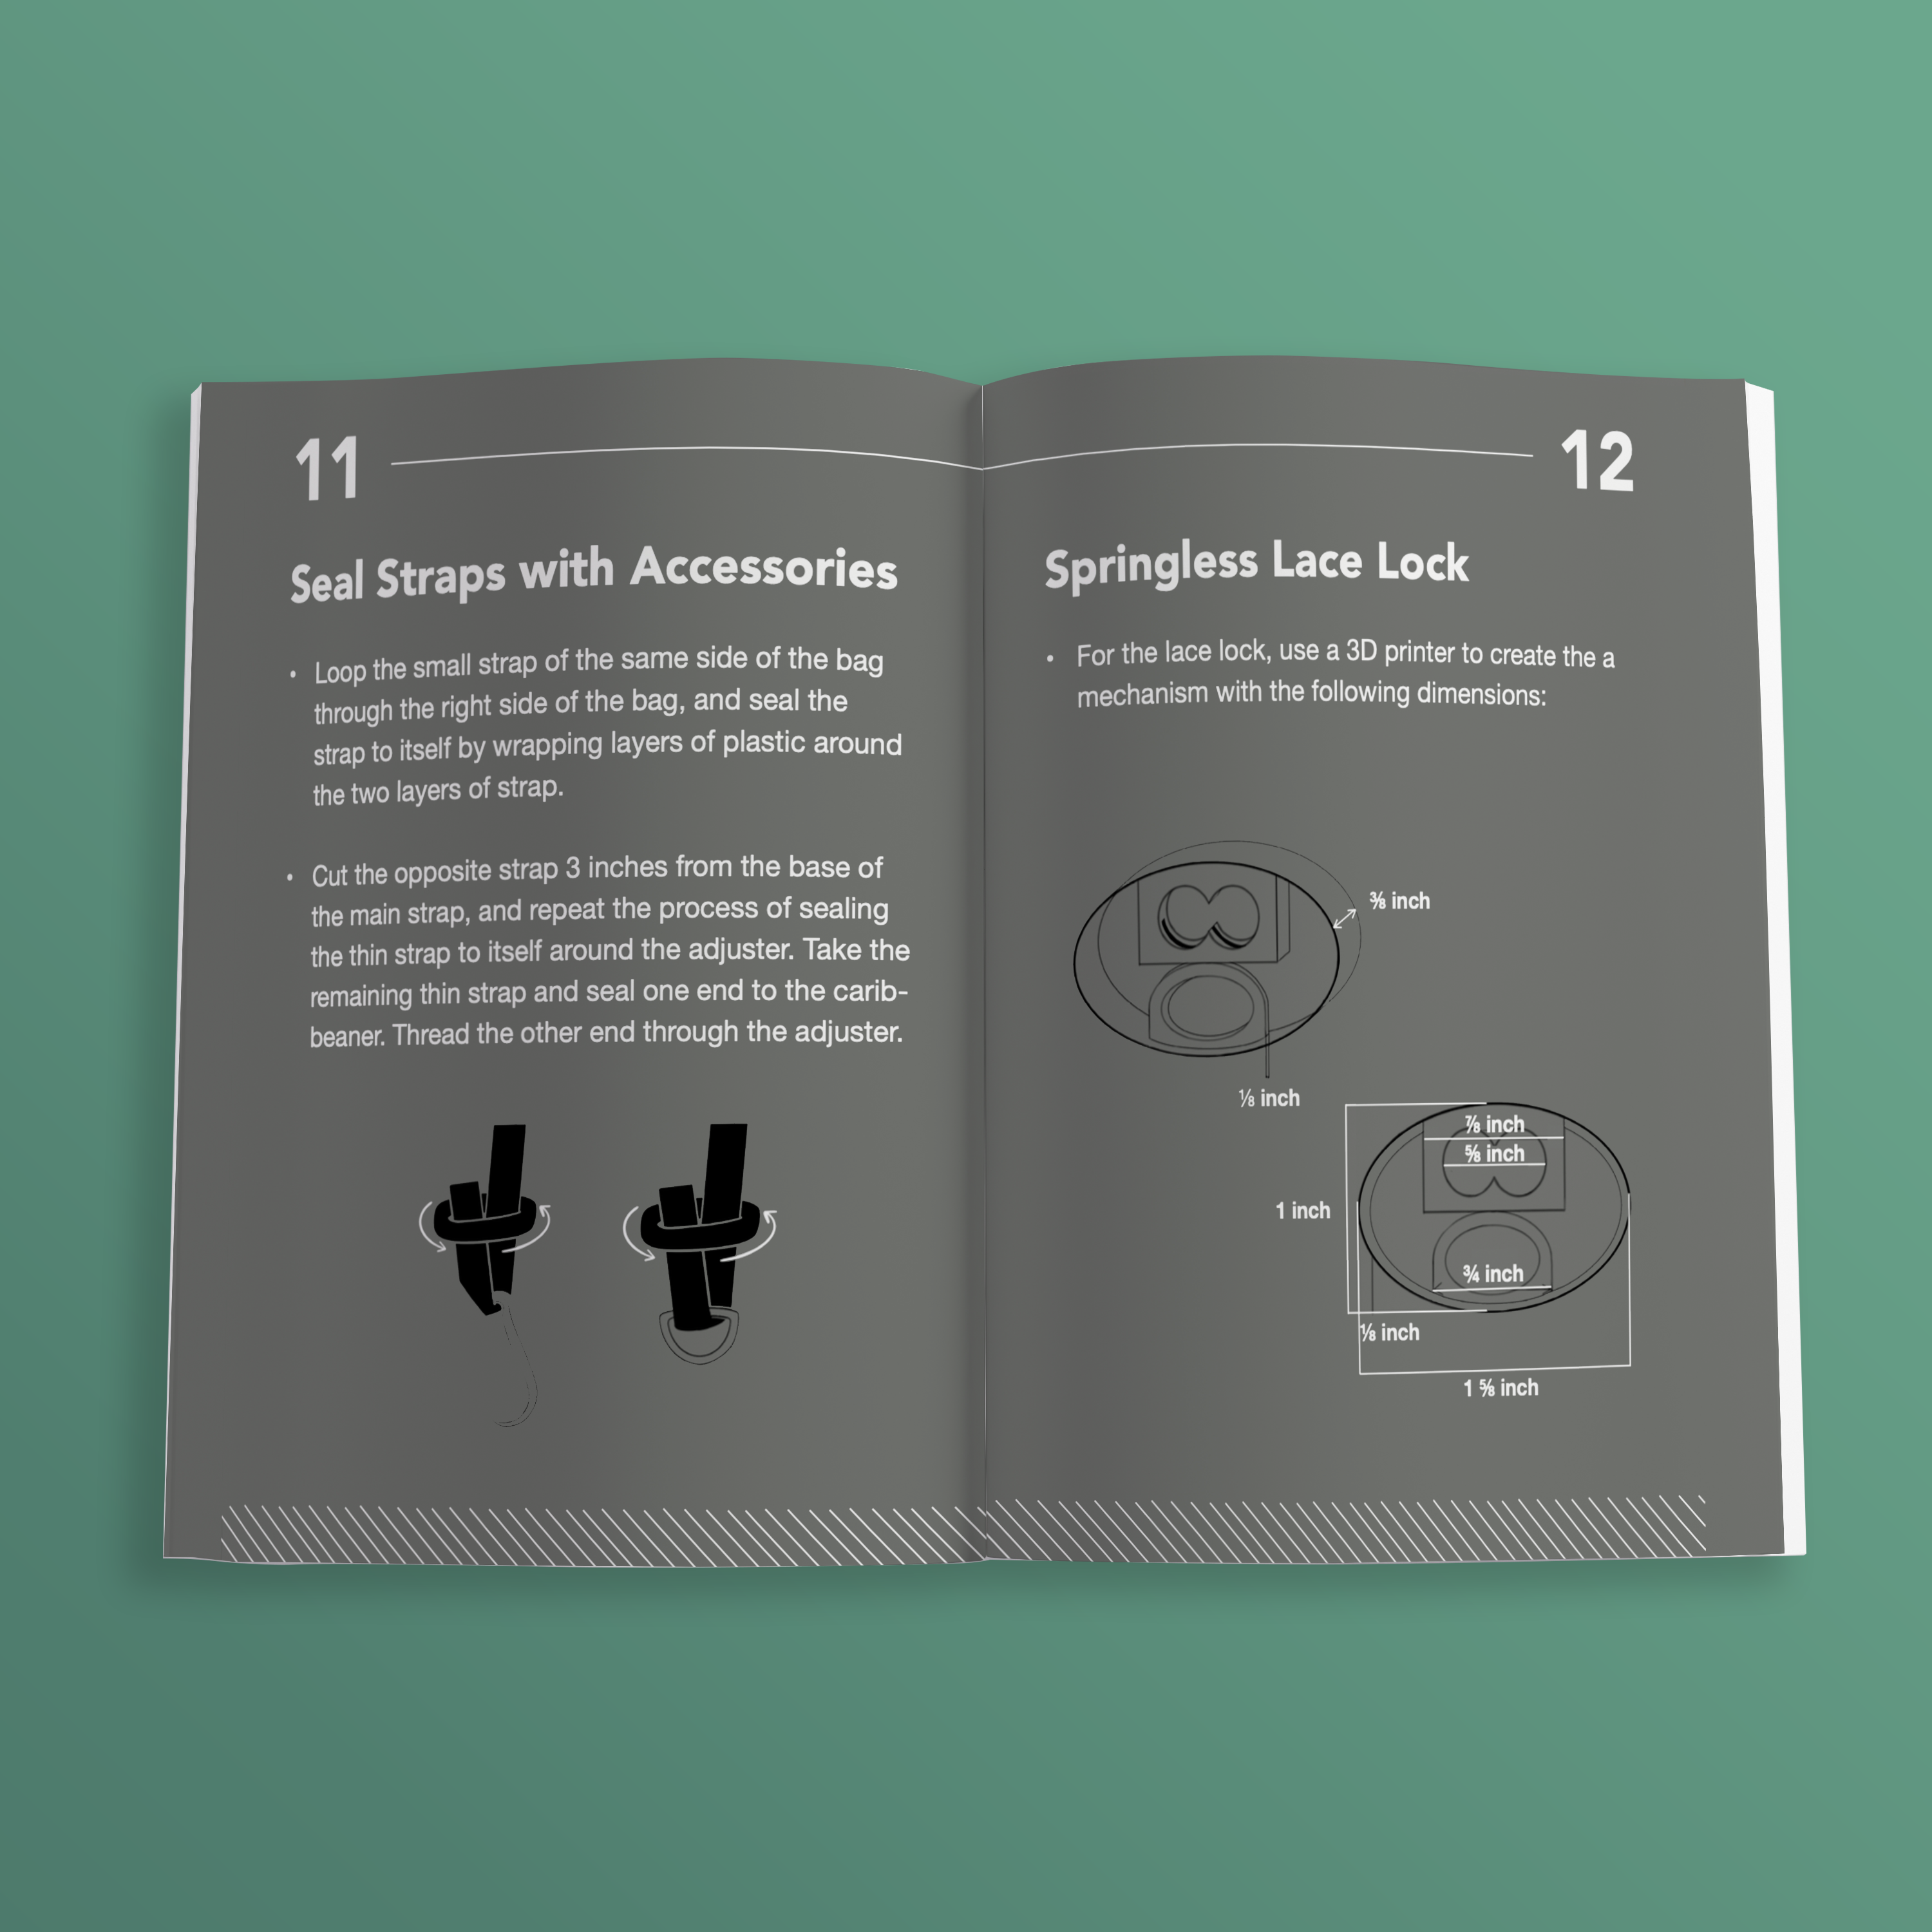 11
Seal Straps with Accessories
• Loop the small strap of the same side of the bag
through the right side of the bag, and seal the
strap to itself by wrapping layers of plastic around
the two layers of strap.
• Cut the opposite strap 3 inches from the base of
the main strap, and repeat the process of sealing
the thin strap to itself around the adjuster. Take the
remaining thin strap and seal one end to the carib-
beaner. Thread the other end through the adjuster.
12
Springless Lace Lock
• For the lace lock, use a 3D printer to create the a
mechanism with the following dimensions:
⅜ inch
⅛ inch
⅞ inch
⅝ inch
1 inch
¾ inch
⅛ inch
1 ⅝ inch